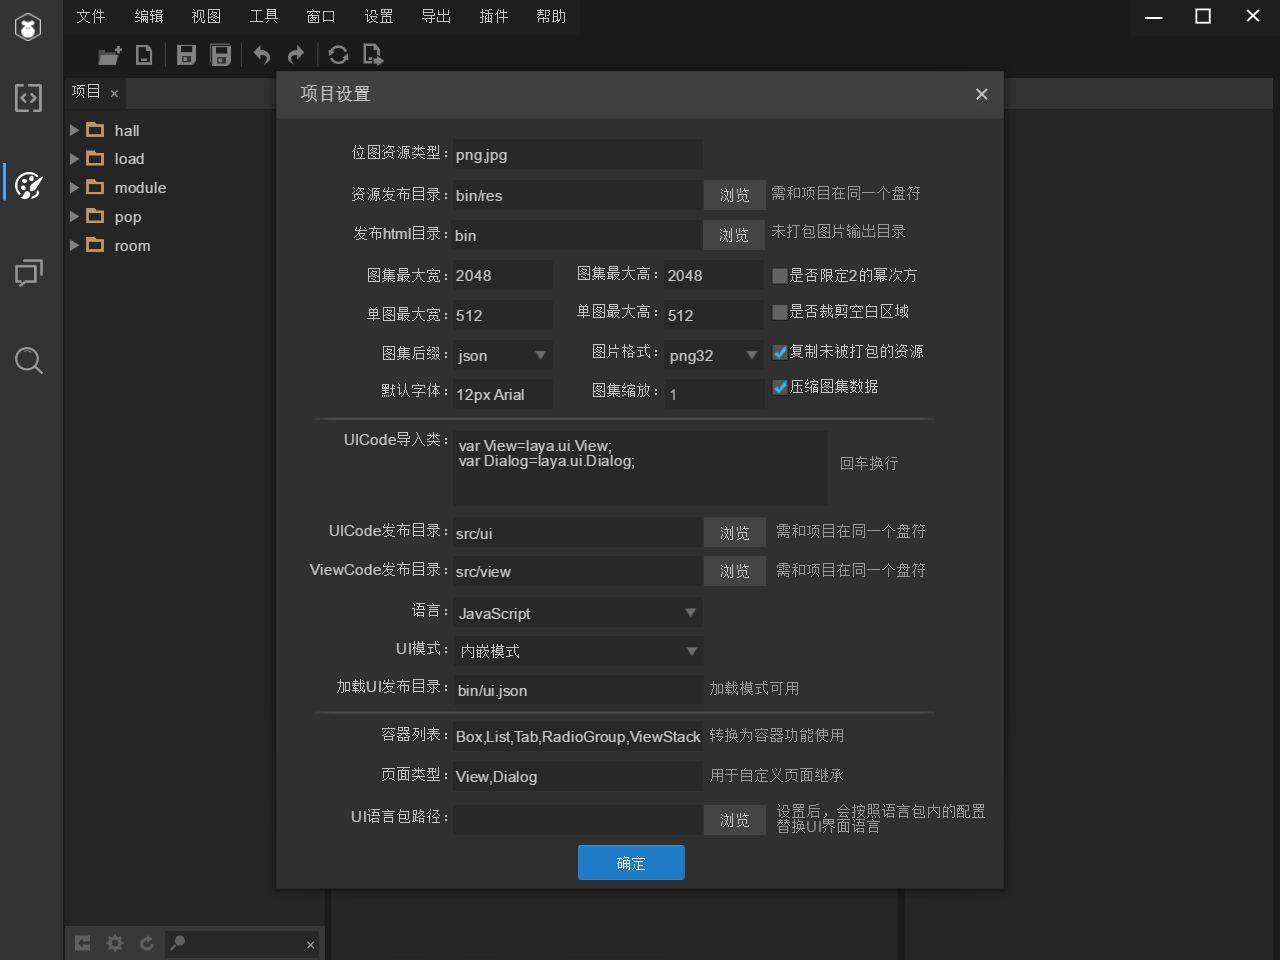 文件 编辑 视图 工具 窗口 设置 导出 插件 帮助
项目 ×
hall
load
module
pop
room
项目设置
位图资源类型： png,jpg
资源发布目录： bin/res 浏览 需和项目在同一个盘符
发布html目录： bin 浏览 未打包图片输出目录
图集最大宽： 2048 图集最大高： 2048 是否限定2的幂次方
单图最大宽： 512 单图最大高： 512 是否裁剪空白区域
图集后缀： json 图片格式： png32 复制未被打包的资源
默认字体： 12px Arial 图集缩放： 1 压缩图集数据
UICode导入类： var View=laya.ui.View;
var Dialog=laya.ui.Dialog;
回车换行
UICode发布目录： src/ui 浏览 需和项目在同一个盘符
ViewCode发布目录： src/view 浏览 需和项目在同一个盘符
语言： JavaScript
UI模式： 内嵌模式
加载UI发布目录： bin/ui.json 加载模式可用
容器列表： Box,List,Tab,RadioGroup,ViewStack 转换为容器功能使用
页面类型： View,Dialog 用于自定义页面继承
UI语言包路径： 浏览 设置后，会按照语言包内的配置
替换UI界面语言
确定